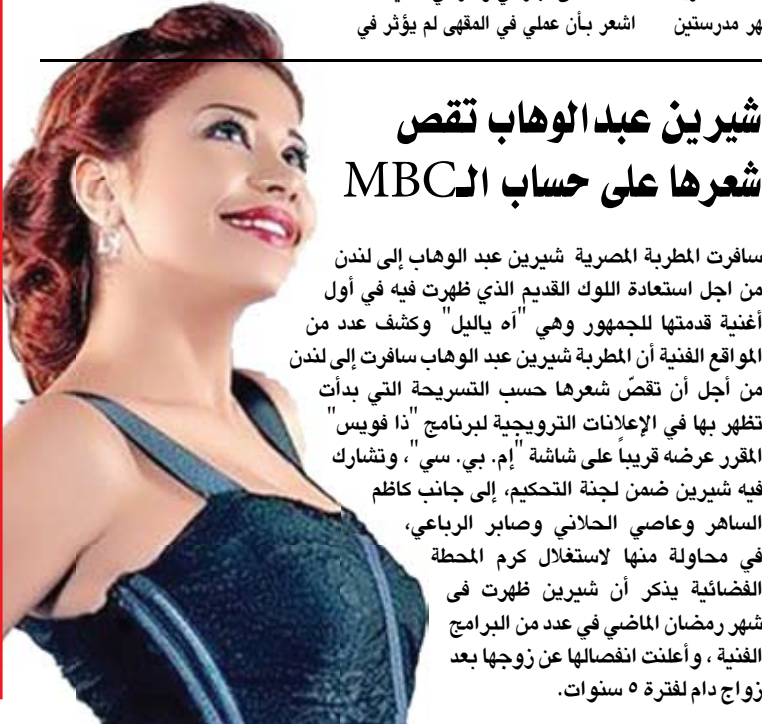 هر مدرستين
اشعر بأن عملي في المقهى لم يؤثر في
شيرين عبدالوهاب تقص
شعرها على حساب الـMBC
سافرت المطربة المصرية شيرين عبد الوهاب إلى لندن
من اجل استعادة اللوك القديم الذي ظهرت فيه في أول
أغنية قدمتها للجمهور وهي "آه ياليل" وكشف عدد من
المواقع الفنية أن المطربة شيرين عبد الوهاب سافرت إلى لندن
من أجل أن تقصّ شعرها حسب التسريحة التي بدأت
تظهر بها في الإعلانات الترويجية لبرنامج "ذا فويس"
المقرر عرضه قريباً على شاشة "إم. بي. سي"، وتشارك
فيه شيرين ضمن لجنة التحكيم، إلى جانب كاظم
الساهر وعاصي الحلاني وصابر الرباعي،
في محاولة منها لاستغلال كرم المحطة
الفضائية يذكر أن شيرين ظهرت فى
شهر رمضان الماضي في عدد من البرامج
الفنية ، وأعلنت انفصالها عن زوجها بعد
زواج دام لفترة ٥ سنوات.